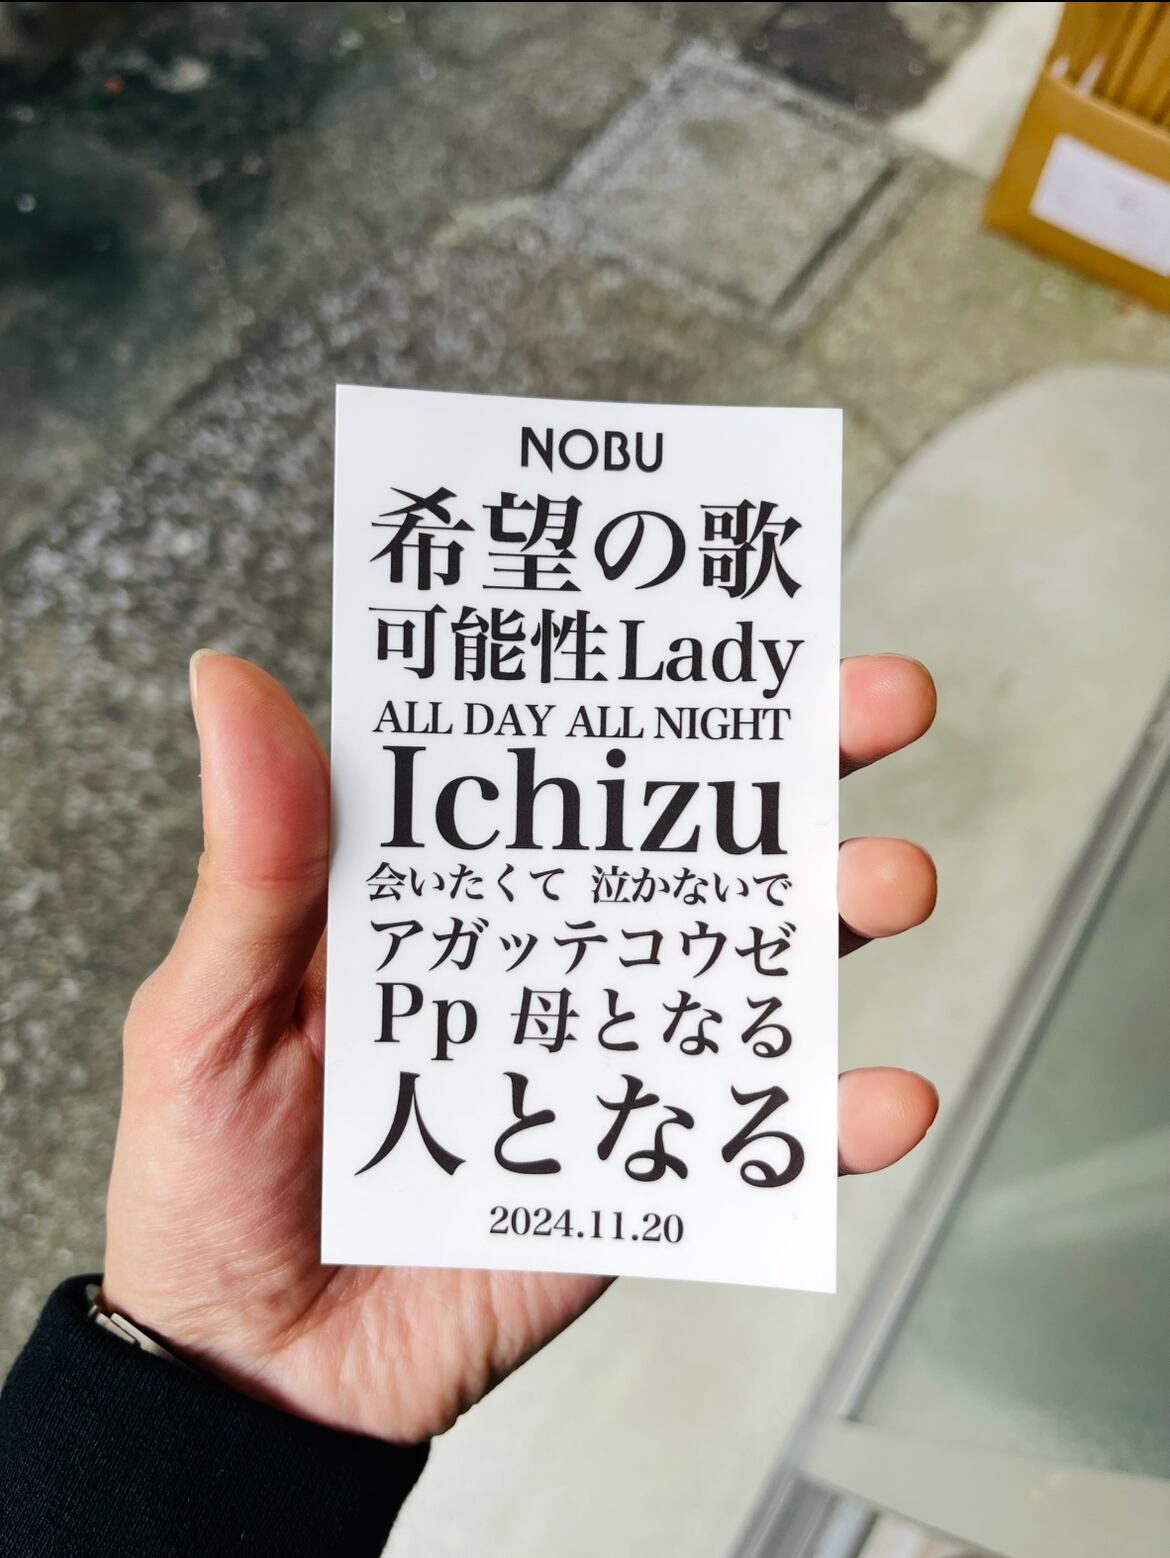 NOBU
希望の歌
可能性Lady
ALL DAY ALL NIGHT
Ichizu
会いたくて 泣かないで
アガッテコウゼ
Pp 母となる
人となる
2024.11.20